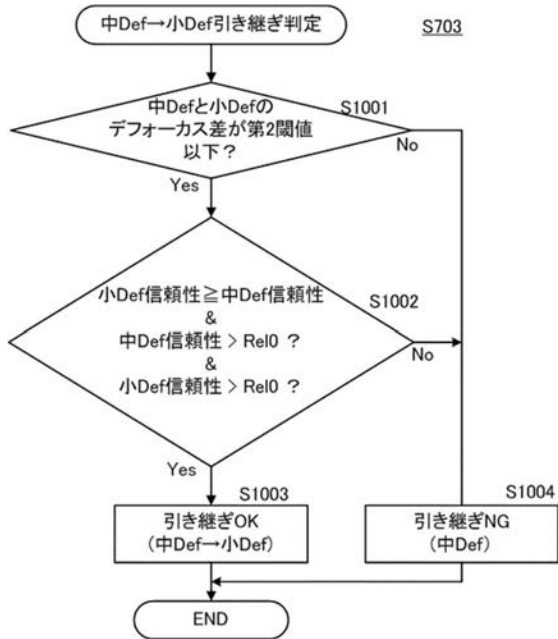 中Def→小Def引き継ぎ判定
S703
中Defと小Defの
デフォーカス差が第2閾値
以下？
S1001
No
Yes
小Def信頼性≧中Def信頼性
&
中Def信頼性 > Rel0 ？
&
小Def信頼性 > Rel0 ？
S1002
No
Yes
S1003
引き継ぎOK
（中Def→小Def）
S1004
引き継ぎNG
（中Def）
END